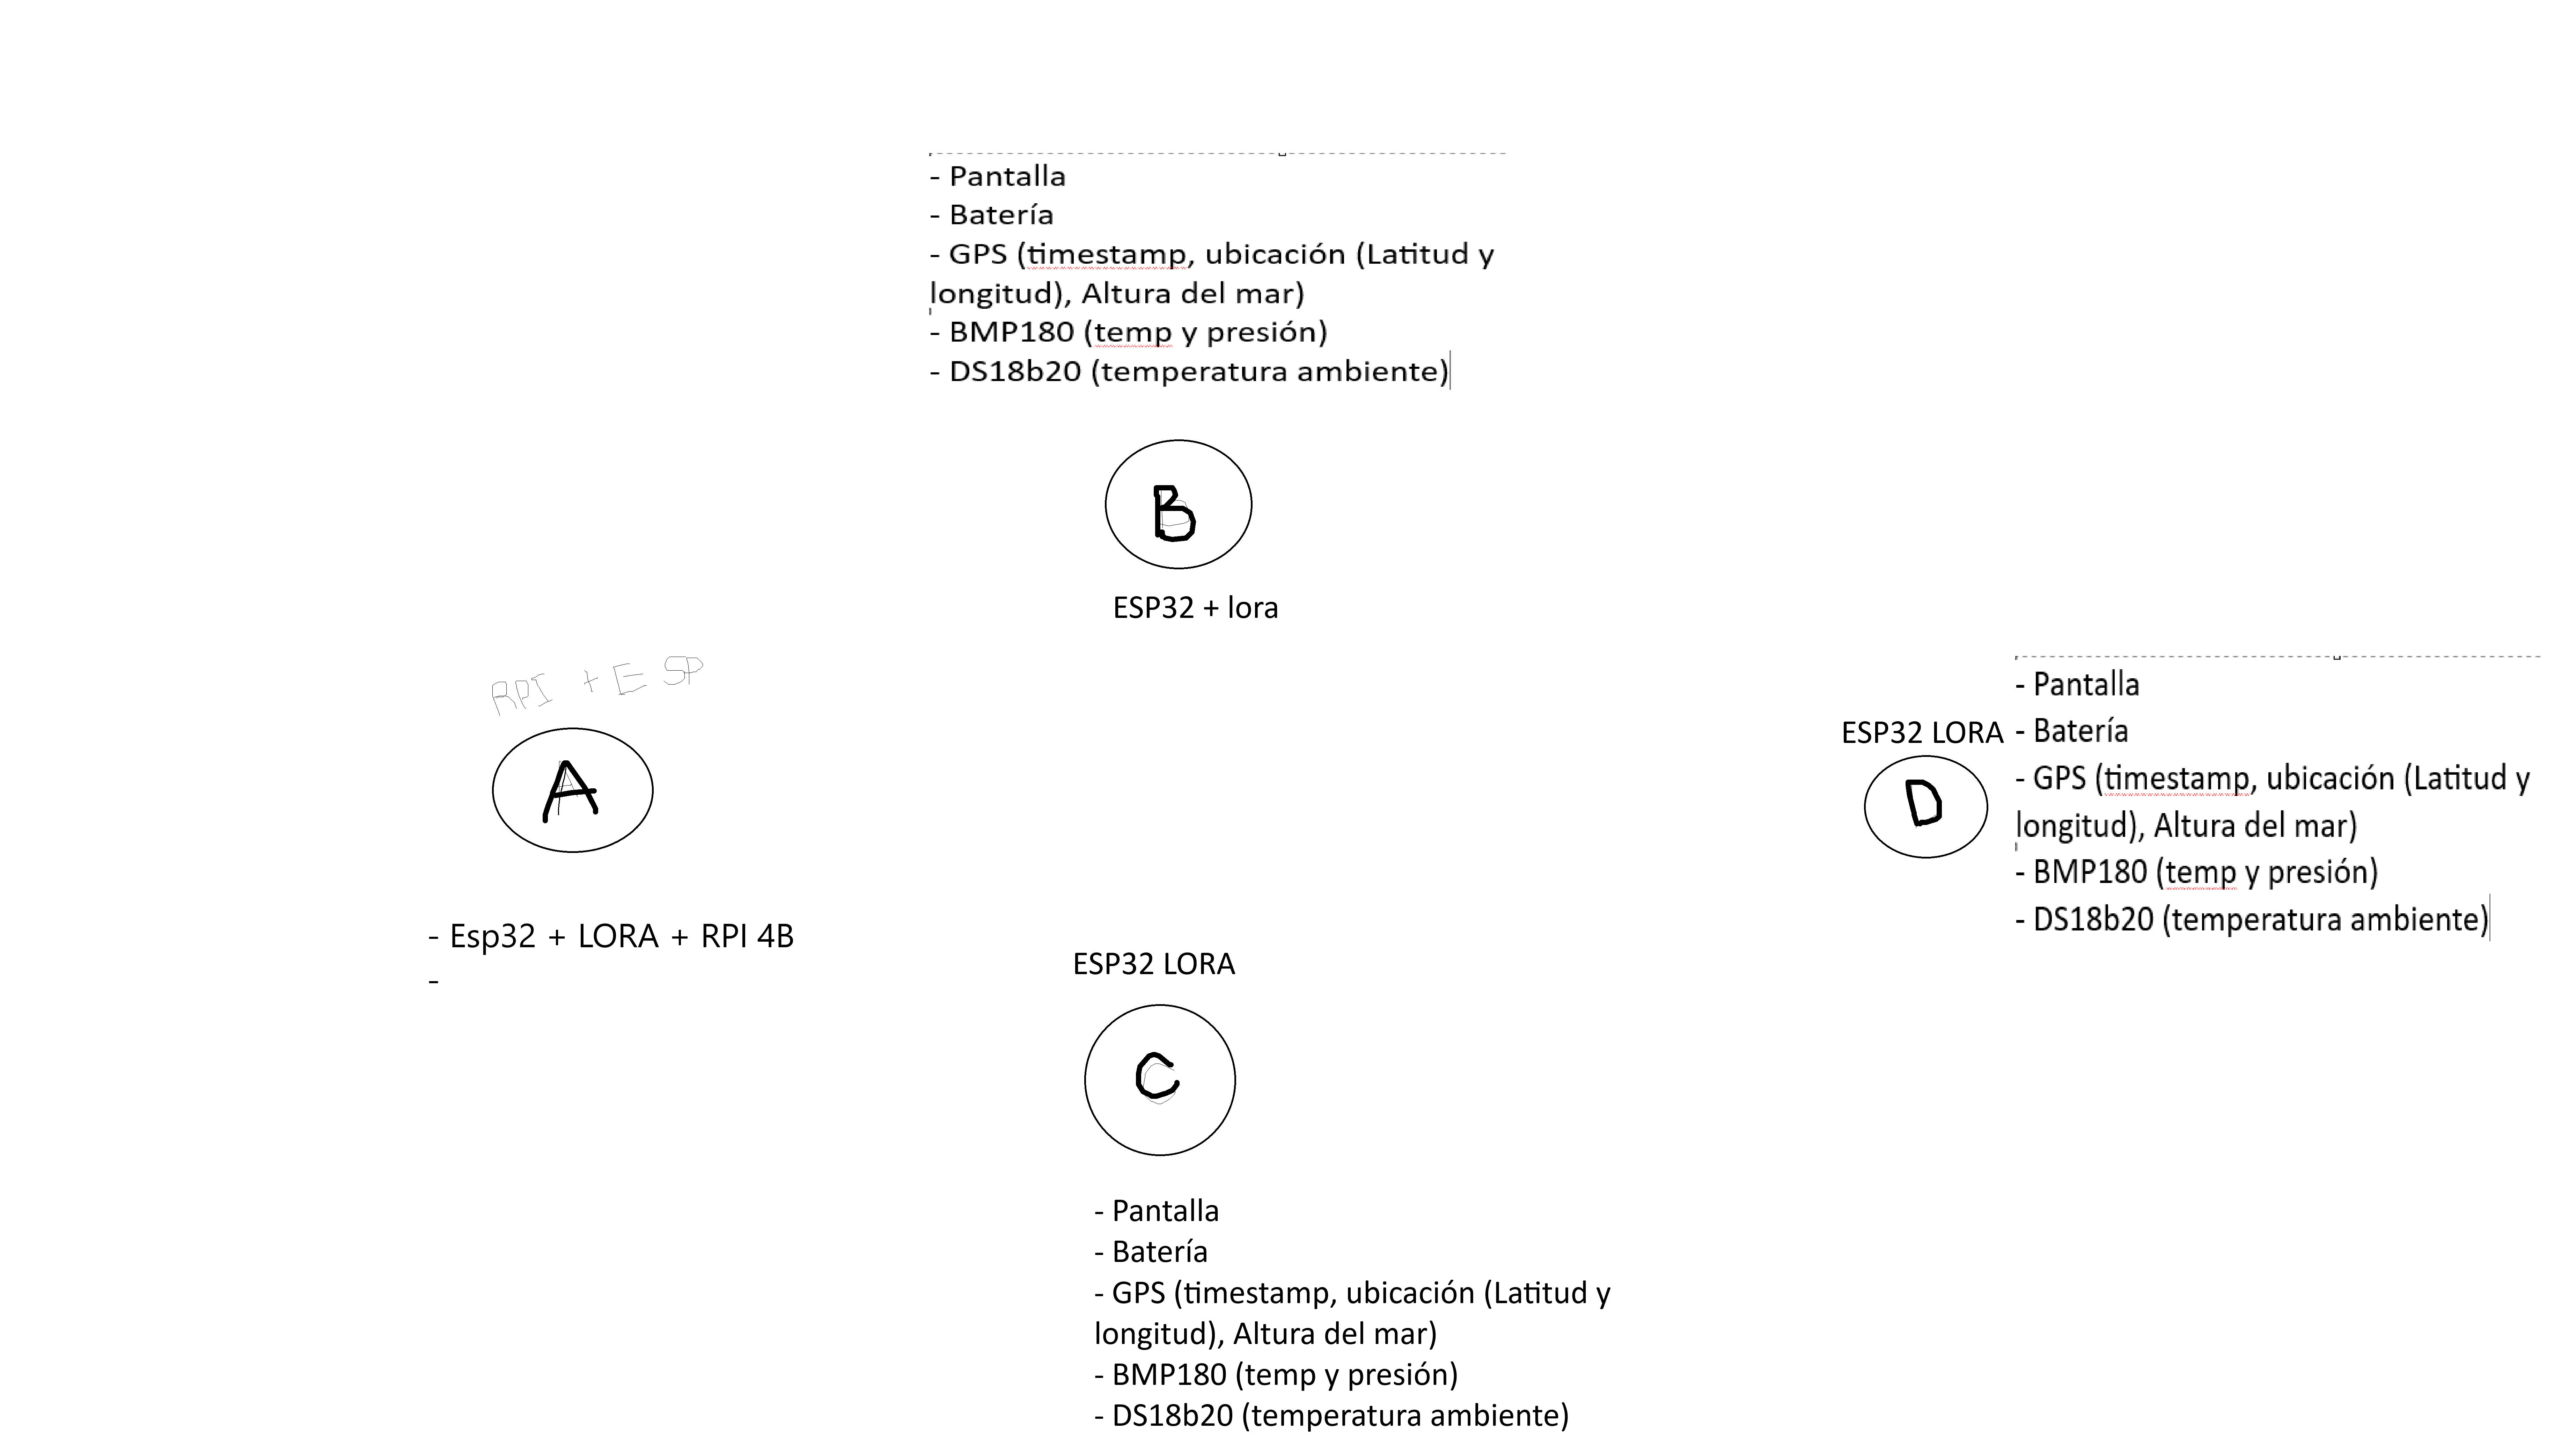 - Pantalla
- Batería
- GPS (timestamp, ubicación (Latitud y
longitud), Altura del mar)
- BMP180 (temp y presión)
- DS18b20 (temperatura ambiente)
B
ESP32 + lora
RPI + ESP
A
- Esp32 + LORA + RPI 4B
-
ESP32 LORA
D
- Pantalla
- Batería
- GPS (timestamp, ubicación (Latitud y
longitud), Altura del mar)
- BMP180 (temp y presión)
- DS18b20 (temperatura ambiente)
ESP32 LORA
C
- Pantalla
- Batería
- GPS (timestamp, ubicación (Latitud y
longitud), Altura del mar)
- BMP180 (temp y presión)
- DS18b20 (temperatura ambiente)